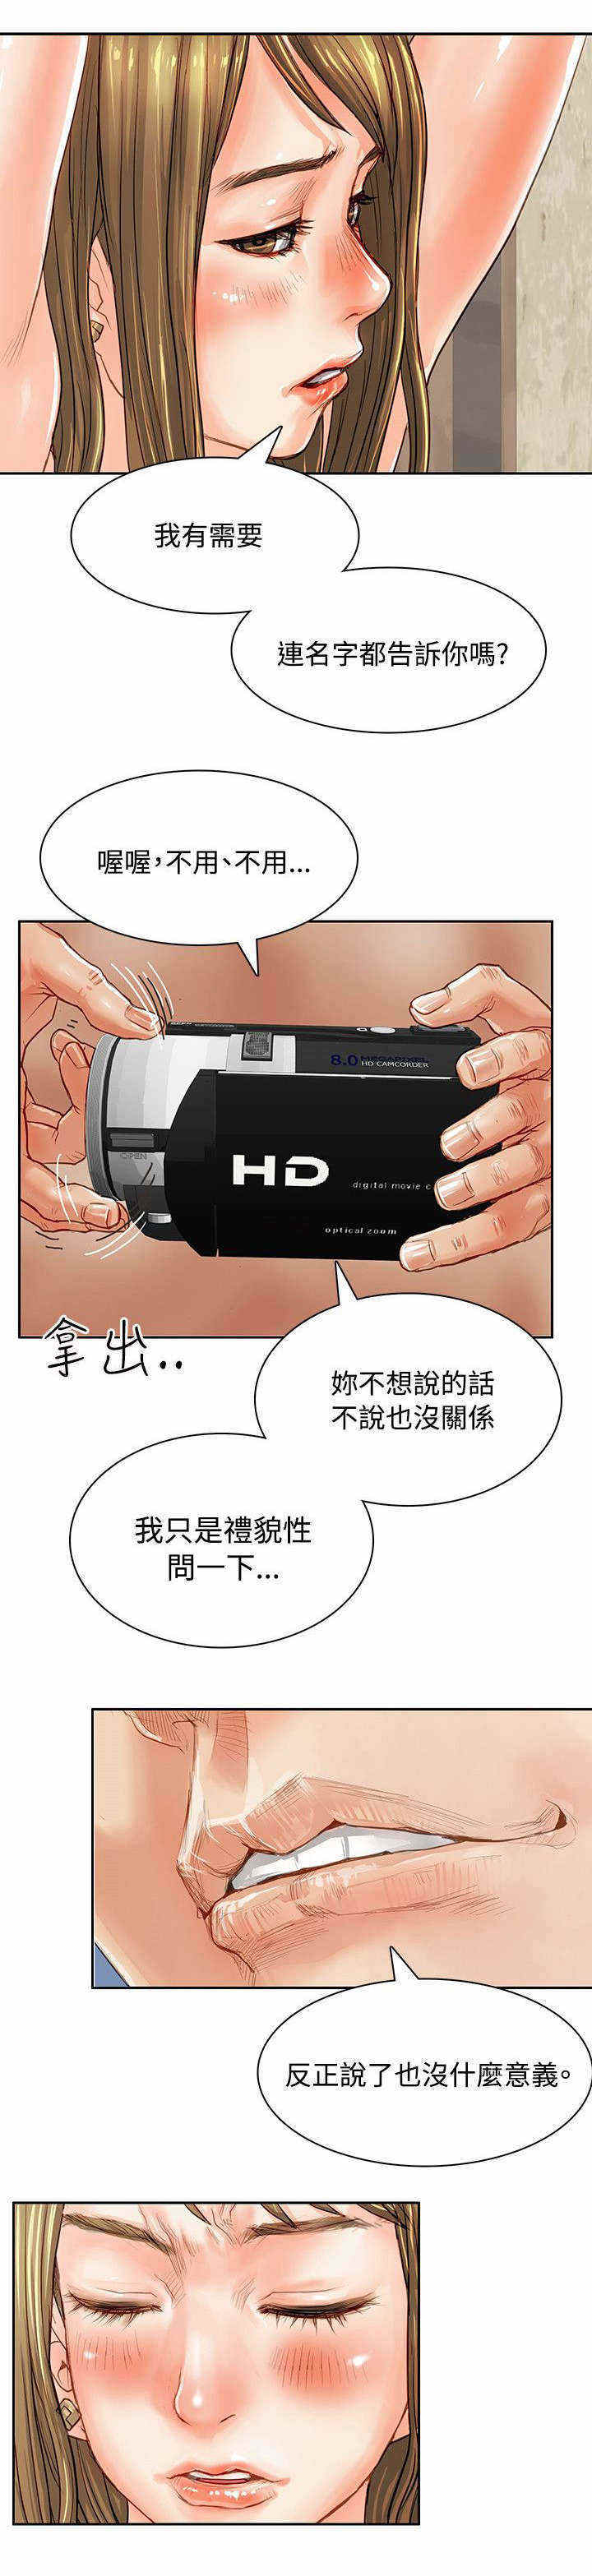 我有需要
連名字都告訴你嗎?
喔喔，不用、不用...
8.0 MEGAPIXEL
HD CAMCORDER
OPEN
HD
digital movie-c
optical zoom
拿出..
妳不想說的話
不說也沒關係
我只是禮貌性
問一下...
反正說了也沒什麼意義。